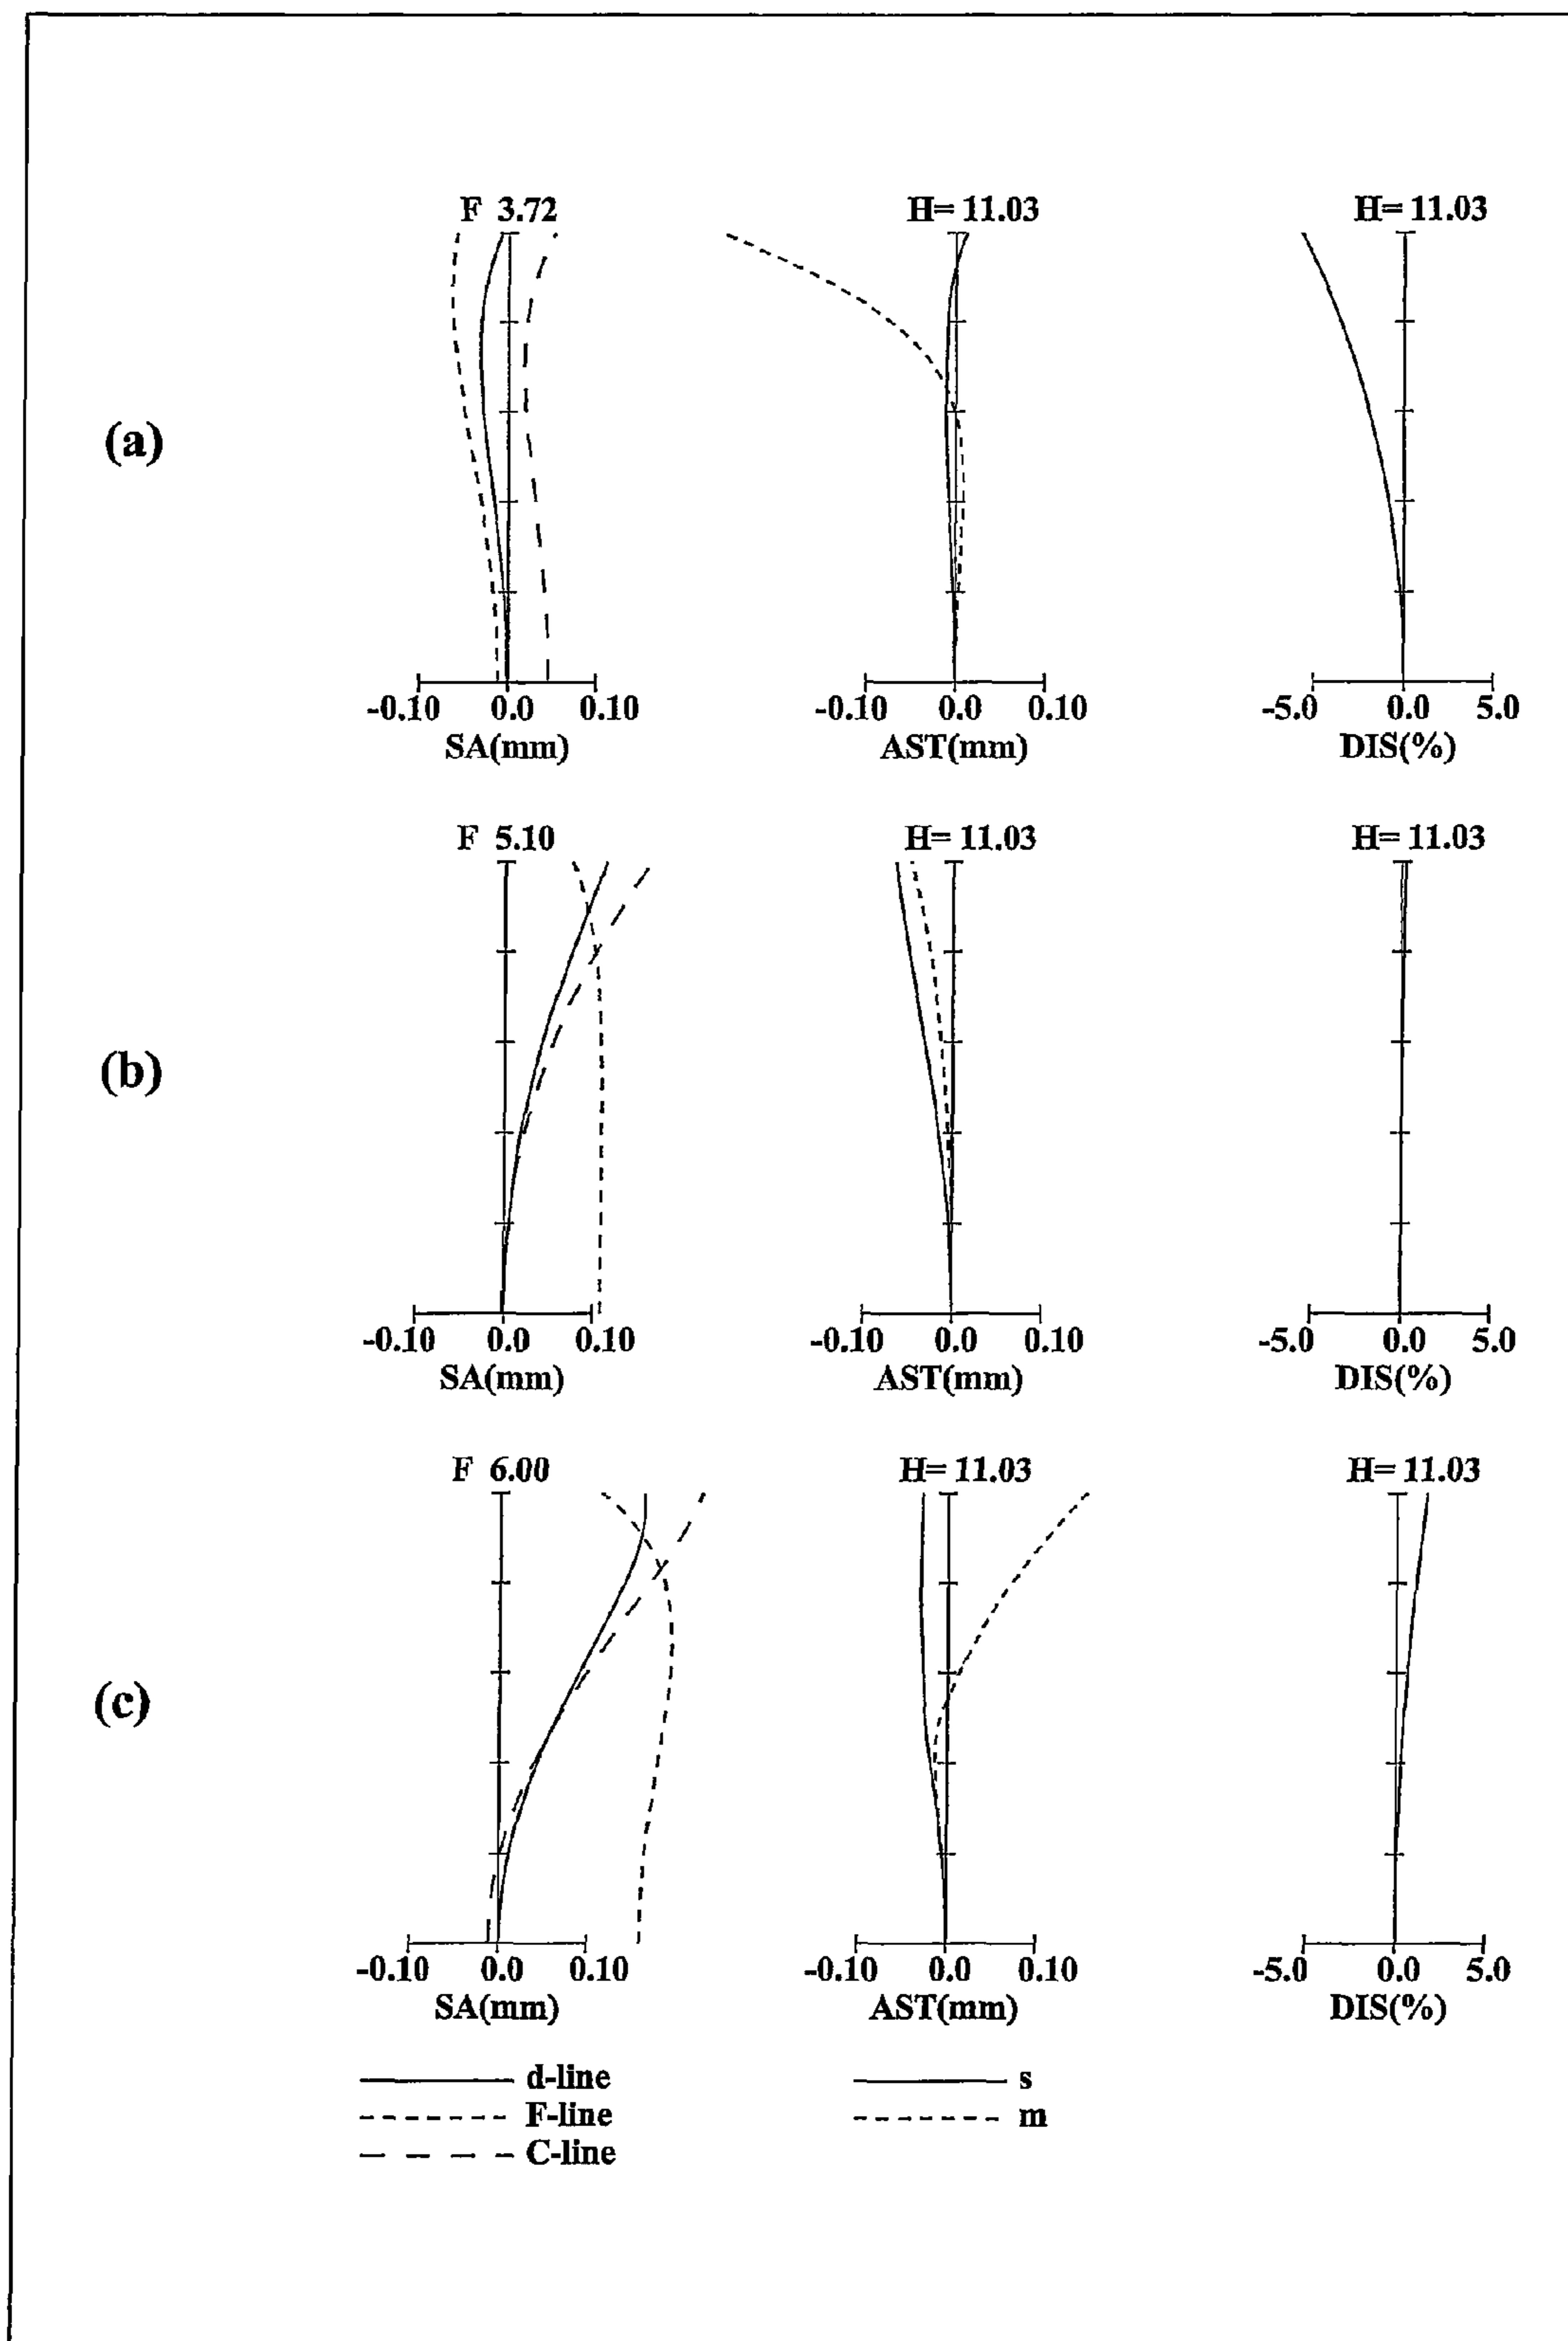 F 3.72 H= 11.03 H= 11.03
(a)
-0.10 0.0 0.10 -0.10 0.0 0.10 -5.0 0.0 5.0
SA(mm) AST(mm) DIS(%)
F 5.10 H= 11.03 H= 11.03
(b)
-0.10 0.0 0.10 -0.10 0.0 0.10 -5.0 0.0 5.0
SA(mm) AST(mm) DIS(%)
F 6.00 H= 11.03 H= 11.03
(c)
-0.10 0.0 0.10 -0.10 0.0 0.10 -5.0 0.0 5.0
SA(mm) AST(mm) DIS(%)
d-line s
F-line m
C-line